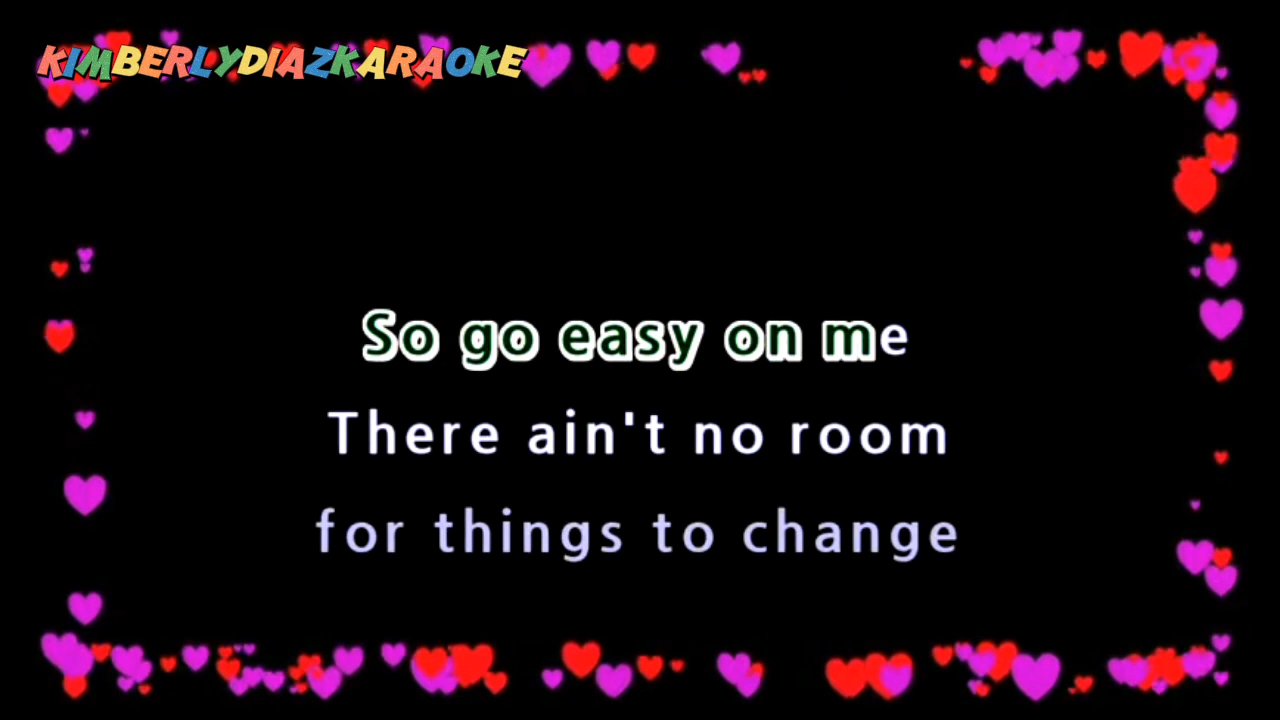 KIMBERLYDIAZKARAOKE
So go easy on me
There ain't no room
for things to change